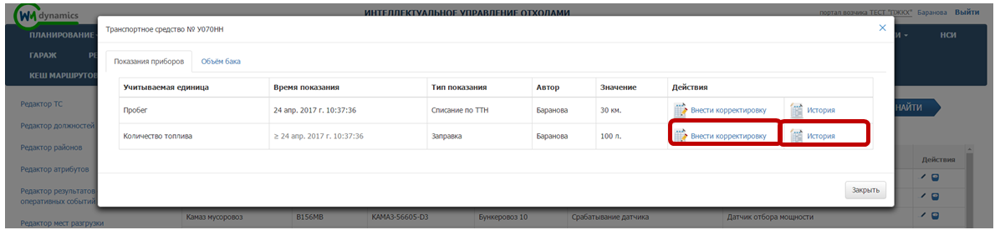 WM dynamics
ИНТЕЛЛЕКТУАЛЬНОЕ УПРАВЛЕНИЕ ОТХОДАМИ
портал возчика ТЕСТ "ПЖКХ" Баранова Выйти
ПЛАНИРОВАНИЕ
НСИ
ГАРАЖ
КЕШ МАРШРУТОВ
Транспортное средство № У070НН
×
Показания приборов Объём бака
Учитываемая единица Время показания Тип показания Автор Значение Действия
Пробег 24 апр. 2017 г. 10:37:36 Списание по ТТН Баранова 30 км. Внести корректировку История
Количество топлива ≥ 24 апр. 2017 г. 10:37:36 Заправка Баранова 100 л. Внести корректировку История
Закрыть
Редактор ТС
Редактор должностей
Редактор районов
Редактор атрибутов
Редактор результатов
оперативных событий
Редактор мест разгрузки
НАЙТИ
Действия
Камаз мусоровоз В156МВ КАМАЗ-56605-D3 Бункеровоз 10 Срабатывание датчика Датчик отбора мощности